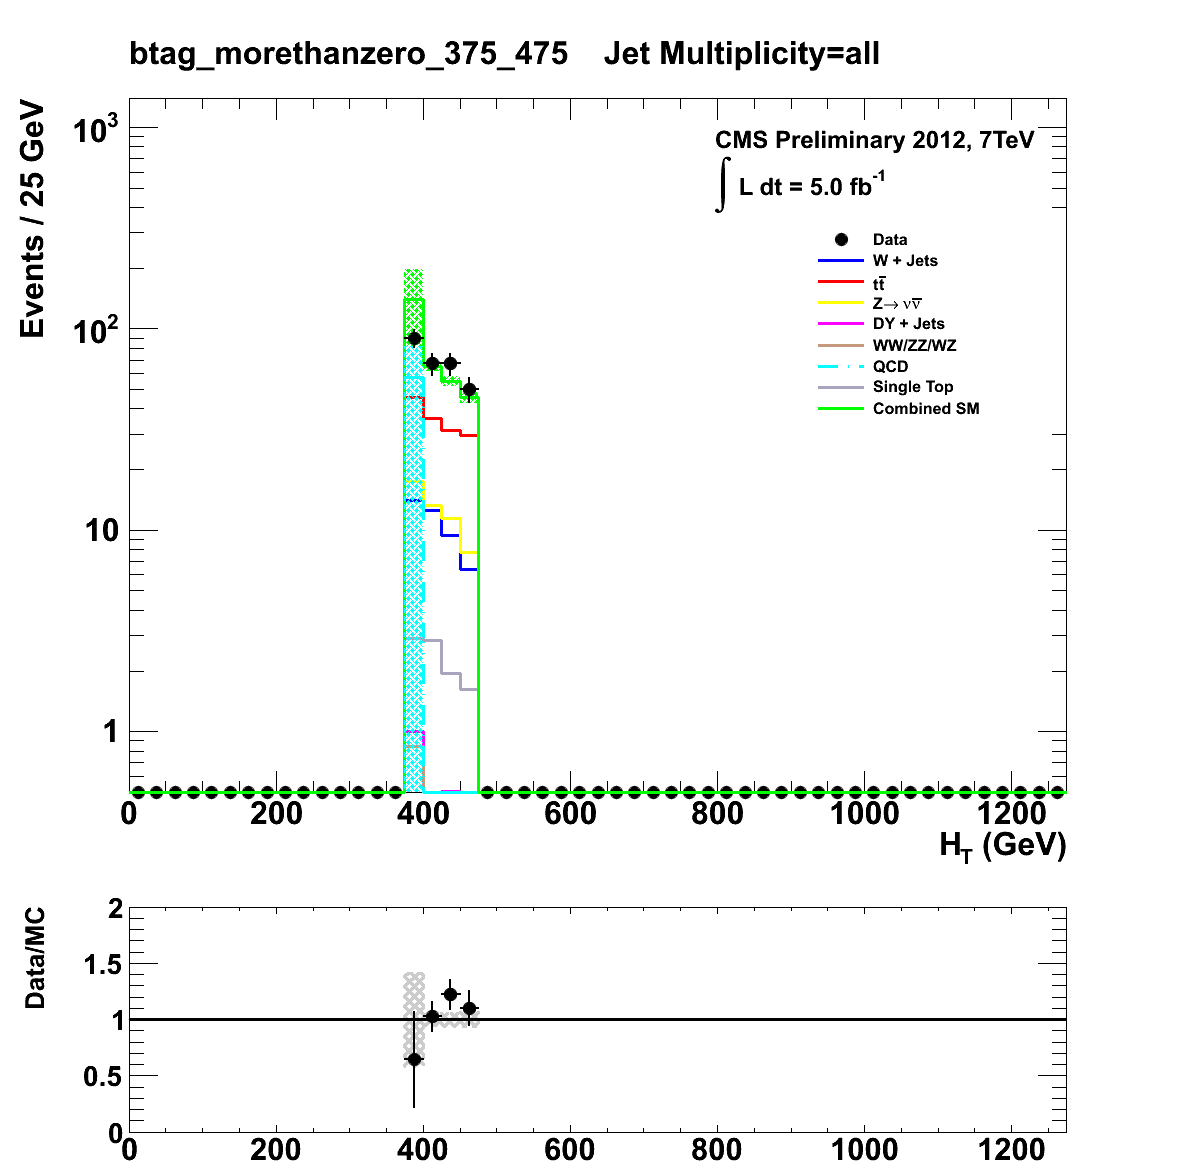 btag_morethanzero_375_475 Jet Multiplicity=all
Events / 25 GeV
10³
10²
10
1
CMS Preliminary 2012, 7TeV
∫ L dt = 5.0 fb⁻¹
Data
W + Jets
tt̅
Z→ νν̅
DY + Jets
WW/ZZ/WZ
QCD
Single Top
Combined SM
0 200 400 600 800 1000 1200
H_T (GeV)
Data/MC
2
1.5
1
0.5
0
0 200 400 600 800 1000 1200